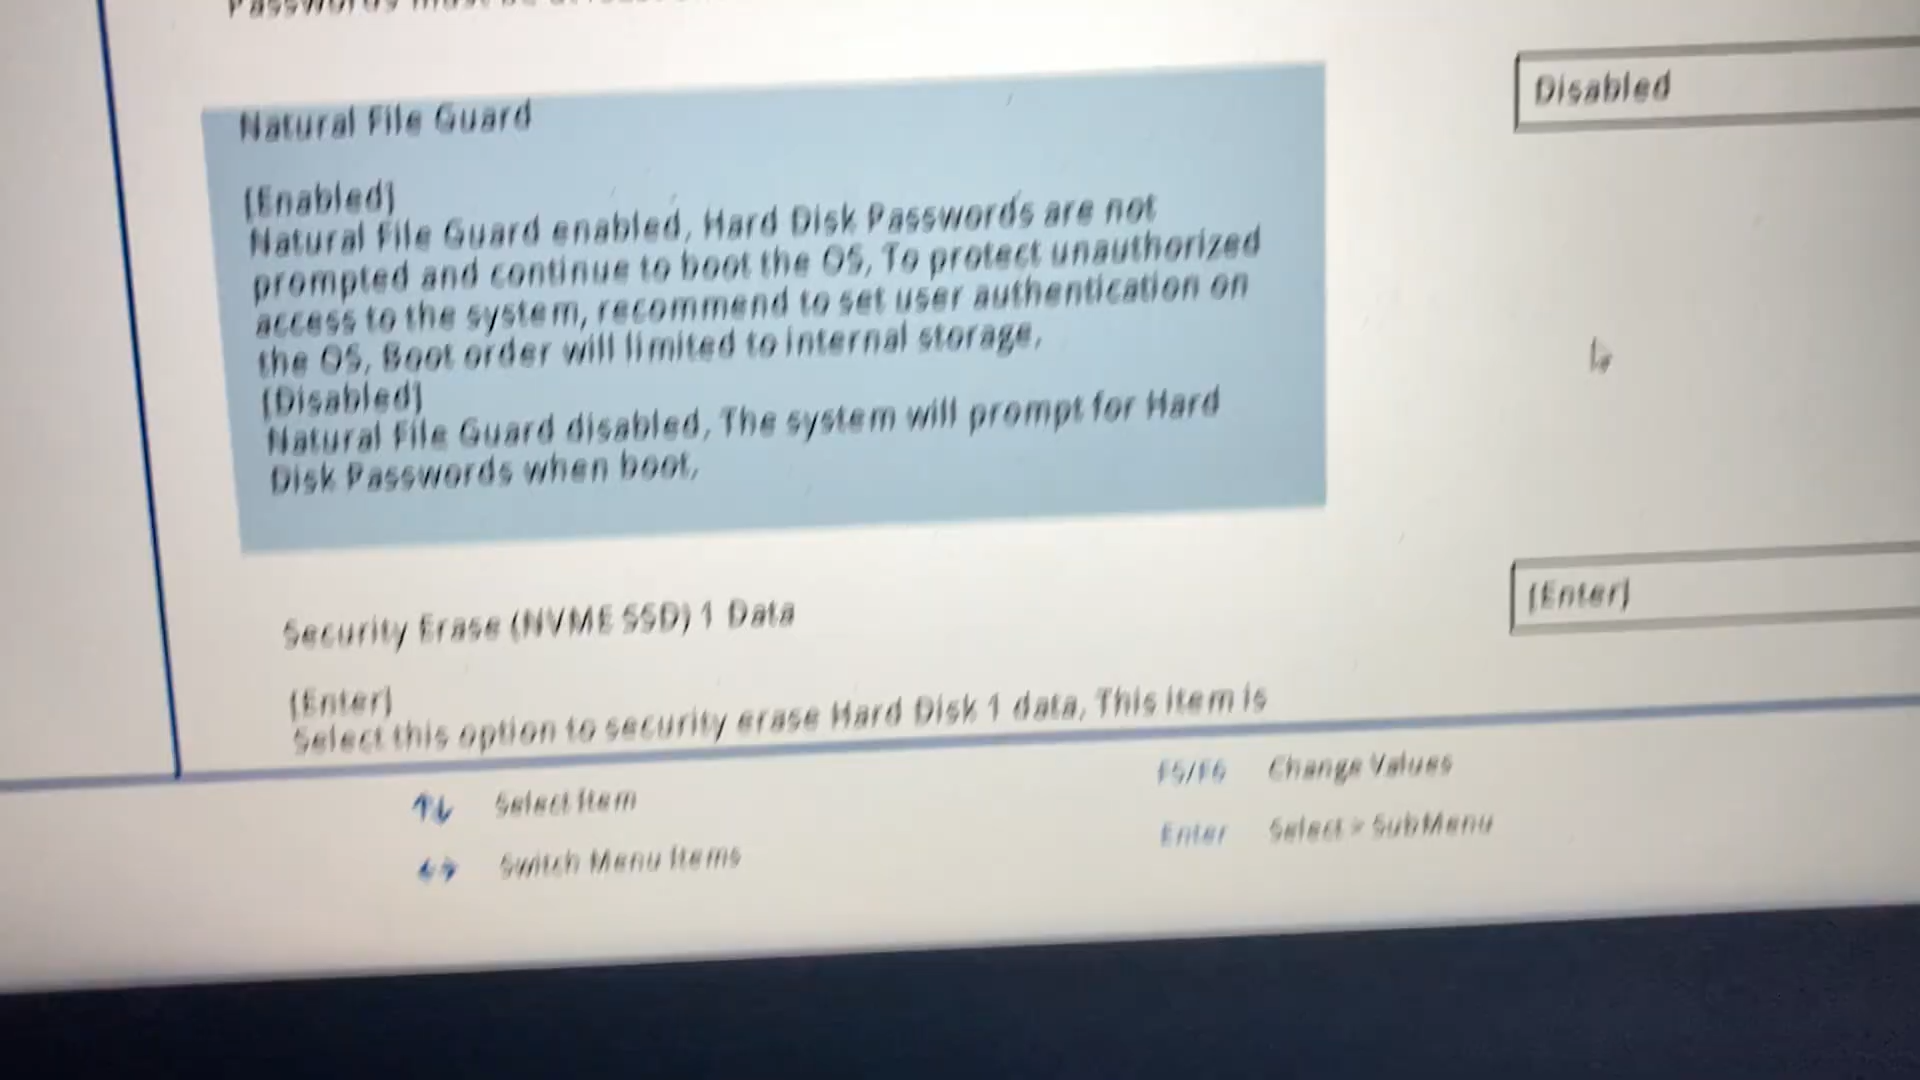 Passwords must be
Natural File Guard
Disabled
[Enabled]
Natural File Guard enabled, Hard Disk Passwords are not
prompted and continue to boot the OS, To protect unauthorized
access to the system, recommend to set user authentication on
the OS, Boot order will limited to internal storage,
[Disabled]
Natural File Guard disabled, The system will prompt for Hard
Disk Passwords when boot,
Security Erase (NVME SSD) 1 Data
[Enter]
[Enter]
Select this option to security erase Hard Disk 1 data, This item is
↑↓ Select Item
F5/F6 Change Values
←→ Switch Menu Items
Enter Select > SubMenu